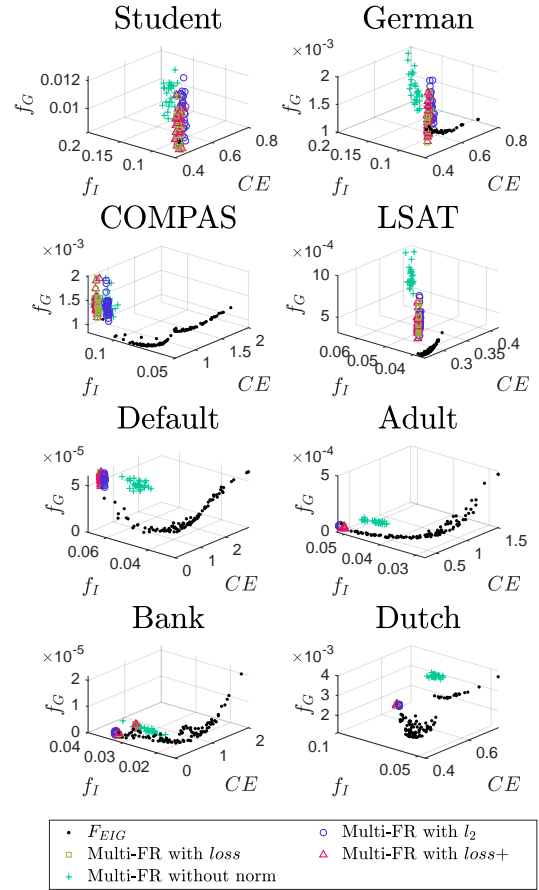 Student German
0.012
0.01
f_G
0.2
0.15
0.1
f_I
0.4
0.6
0.8
CE
×10⁻³
2
1.5
1
f_G
0.2
0.15
0.1
f_I
0.4
0.6
0.8
CE
COMPAS LSAT
×10⁻³
2
1.5
1
f_G
0.1
0.05
f_I
1
1.5
2
CE
×10⁻⁴
10
5
f_G
0.06
0.05
0.04
f_I
0.3
0.35
0.4
CE
Default Adult
×10⁻⁵
5
0
f_G
0.06
0.04
f_I
0
1
2
CE
×10⁻⁴
5
0
f_G
0.05
0.04
0.03
f_I
0.5
1
1.5
CE
Bank Dutch
×10⁻⁵
2
1
0
f_G
0.04
0.03
0.02
f_I
0
1
2
CE
×10⁻³
4
3
2
f_G
0.1
0.05
f_I
0.4
0.6
CE
F_EIG
Multi-FR with l₂
Multi-FR with loss
Multi-FR with loss+
Multi-FR without norm